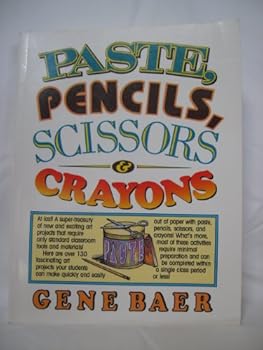 PASTE,
PENCILS,
SCISSORS
&
CRAYONS
At last! A super-treasury
of new and exciting art
projects that require
only standard classroom
tools and materials!
Here are over 130
fascinating art
projects your students
can make quickly and easily
out of paper with paste,
pencils, scissors, and
crayons! What's more,
most of these activities
require minimal
preparation and can
be completed within
a single class period
or less!
PASTE
GENE BAER